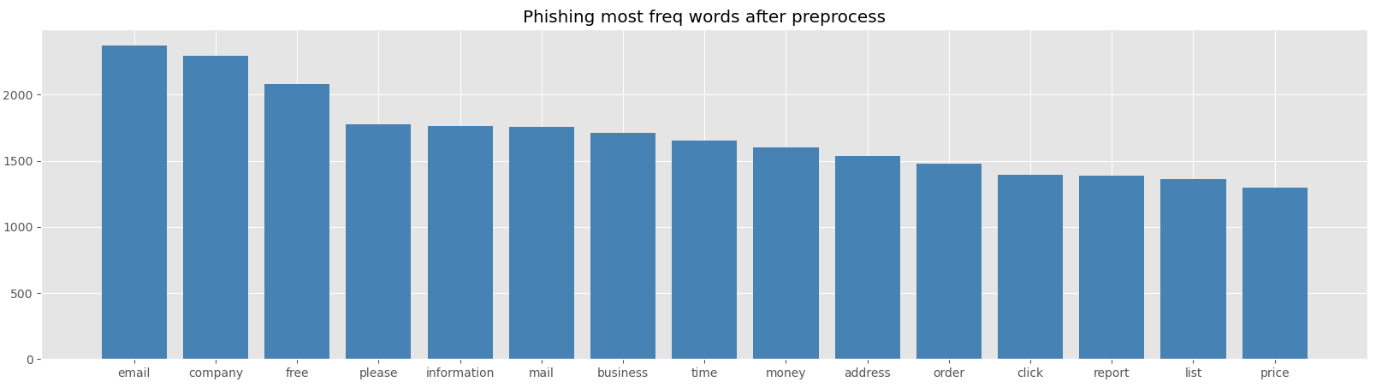 Phishing most freq words after preprocess
2000
1500
1000
500
0
email company free please information mail business time money address order click report list price